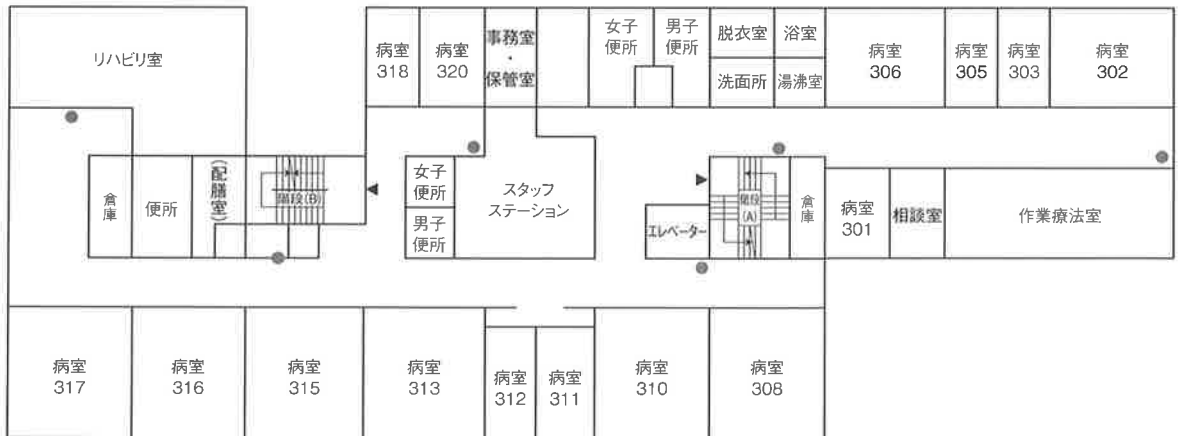 リハビリ室
病室
318
病室
320
事務室
・
保管室
女子
便所
男子
便所
脱衣室
浴室
洗面所
湯沸室
病室
306
病室
305
病室
303
病室
302
倉庫
便所
(配膳室)
階段(B)
女子
便所
男子
便所
スタッフ
ステーション
エレベーター
階段
(A)
倉庫
病室
301
相談室
作業療法室
病室
317
病室
316
病室
315
病室
313
病室
312
病室
311
病室
310
病室
308